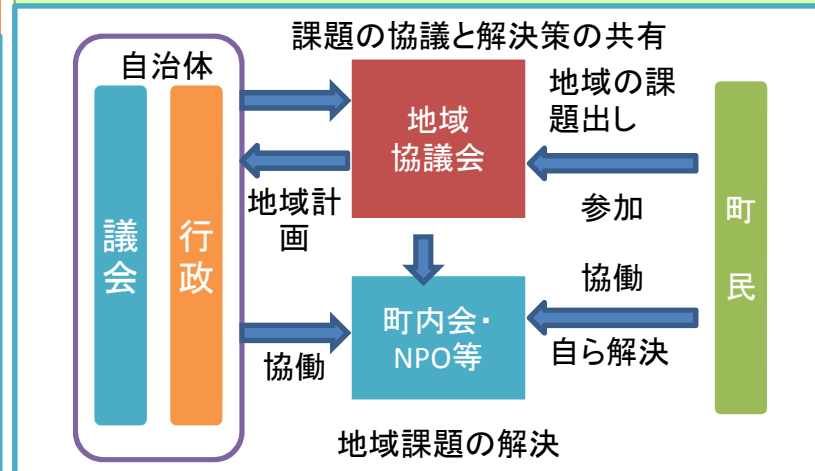 課題の協議と解決策の共有
自治体
議会
行政
地域
協議会
地域の課
題出し
参加
地域計
画
町民
町内会・
NPO等
協働
自ら解決
協働
地域課題の解決